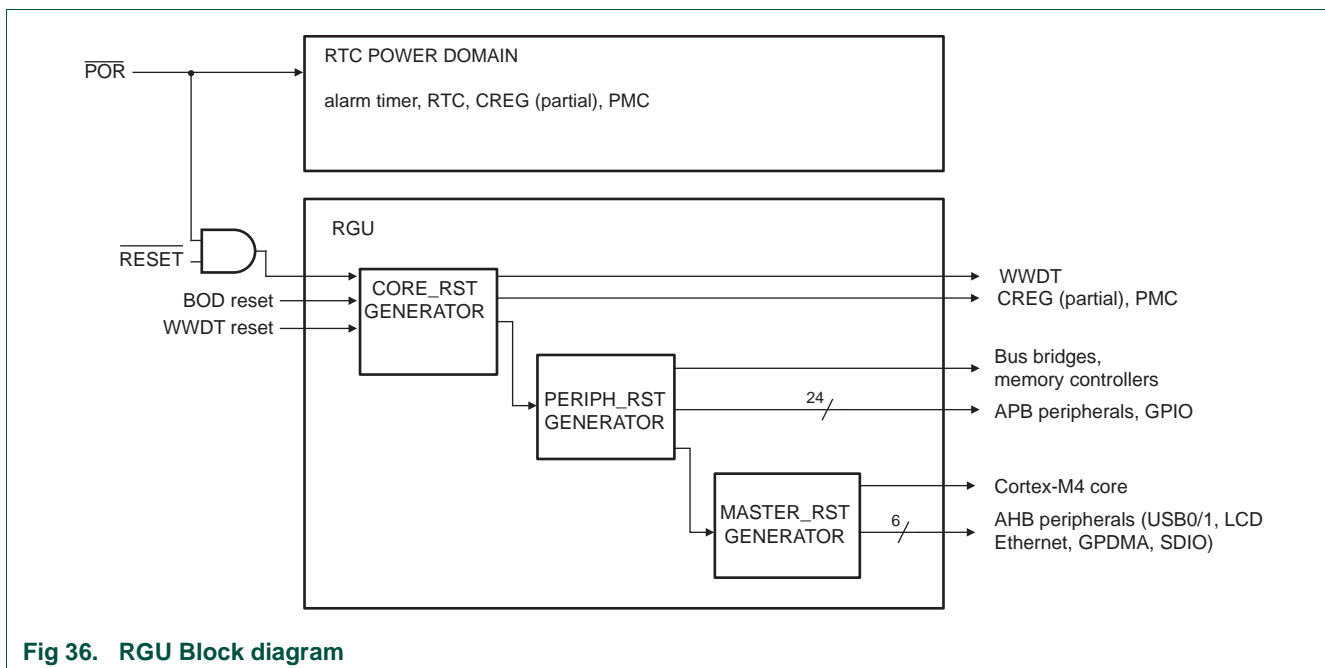 POR
RTC POWER DOMAIN
alarm timer, RTC, CREG (partial), PMC
RGU
RESET
BOD reset
WWDT reset
CORE_RST
GENERATOR
WWDT
CREG (partial), PMC
PERIPH_RST
GENERATOR
Bus bridges,
memory controllers
24
APB peripherals, GPIO
MASTER_RST
GENERATOR
Cortex-M4 core
6
AHB peripherals (USB0/1, LCD
Ethernet, GPDMA, SDIO)
Fig 36. RGU Block diagram